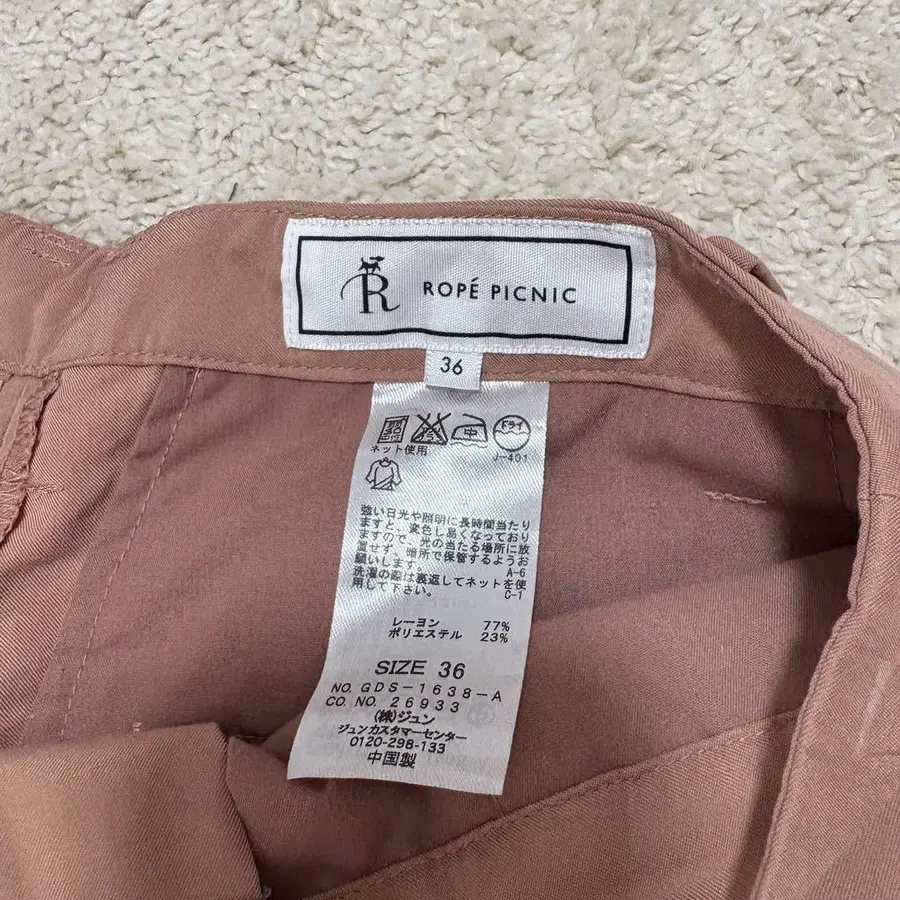 R
ROPÉ PICNIC
36
中 ドライ
ネット使用
J-401
強い日光や照明に長時間当たり
ますと、変色し易くなっており
ますので、光の当たる場所に放
置せず、暗所で保管するようお
願いします。 A-6
洗濯の際は裏返してネットを使
用して下さい。 C-1
レーヨン 77%
ポリエステル 23%
SIZE 36
NO. GDS-1638-A
CO. NO. 26933
(株)ジュン
ジュンカスタマーセンター
0120-298-133
中国製